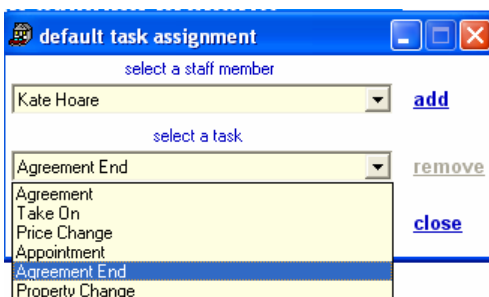 default task assignment
select a staff member
Kate Hoare
add
select a task
Agreement End
remove
Agreement
Take On
Price Change
close
Appointment
Agreement End
Property Change